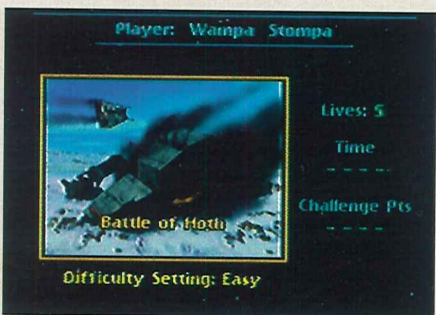 Player: Wampa Stompa
Lives: 5
Time
- - - -
Challenge Pts
- - - -
Battle of Hoth
Difficulty Setting: Easy